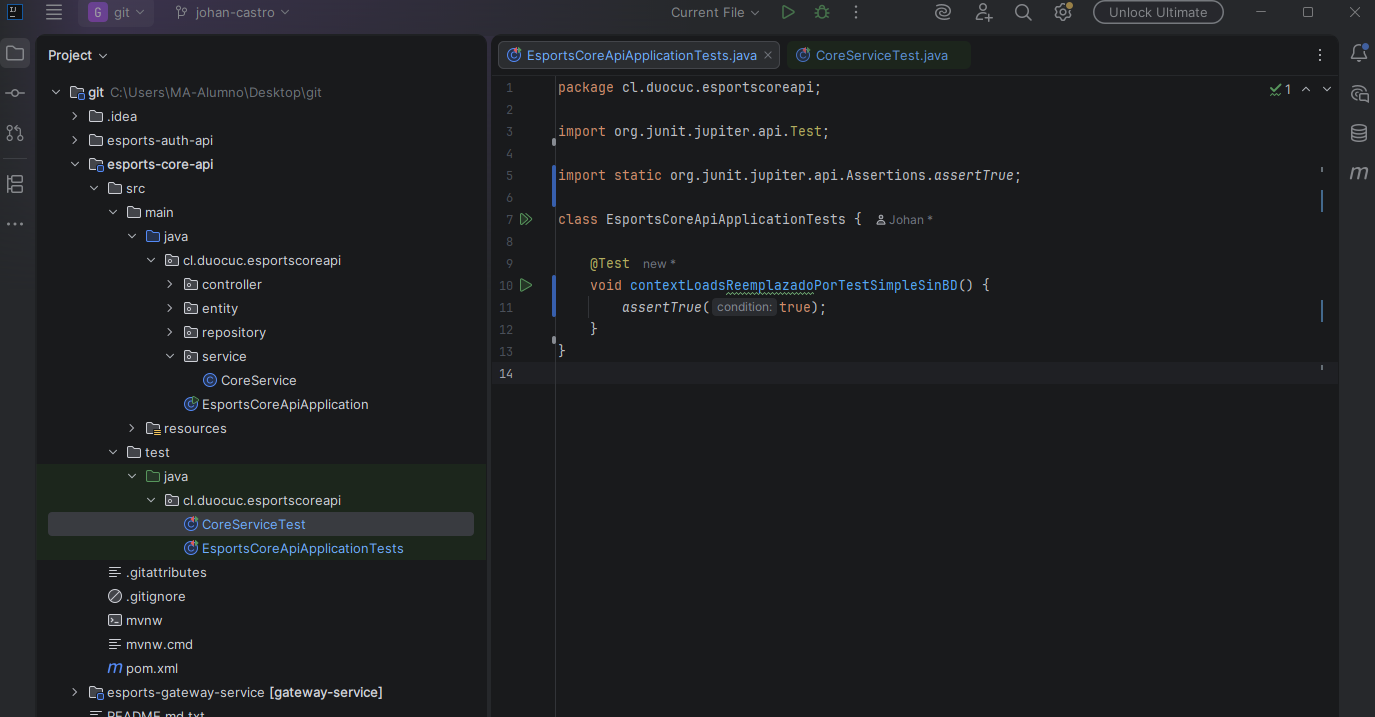 G git johan-castro Current File Unlock Ultimate
Project
git C:\Users\MA-Alumno\Desktop\git
.idea
esports-auth-api
esports-core-api
src
main
java
cl.duocuc.esportscoreapi
controller
entity
repository
service
CoreService
EsportsCoreApiApplication
resources
test
java
cl.duocuc.esportscoreapi
CoreServiceTest
EsportsCoreApiApplicationTests
.gitattributes
.gitignore
mvnw
mvnw.cmd
pom.xml
esports-gateway-service [gateway-service]
README.md.txt
EsportsCoreApiApplicationTests.java CoreServiceTest.java
1 package cl.duocuc.esportscoreapi; 1
2
3 import org.junit.jupiter.api.Test;
4
5 import static org.junit.jupiter.api.Assertions.assertTrue;
6
7 class EsportsCoreApiApplicationTests { Johan *
8
9 @Test new *
10 void contextLoadsReemplazadoPorTestSimpleSinBD() {
11 assertTrue( condition: true);
12 }
13 }
14